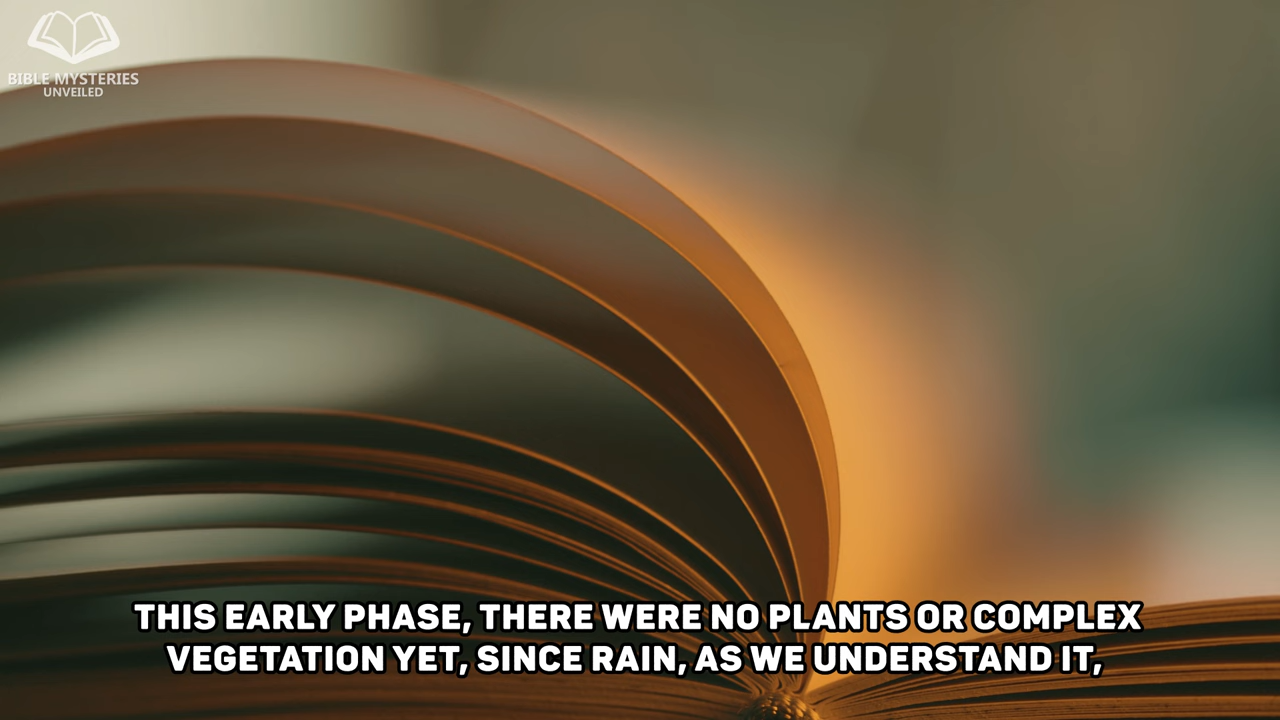 BIBLE MYSTERIES
UNVEILED
THIS EARLY PHASE, THERE WERE NO PLANTS OR COMPLEX
VEGETATION YET, SINCE RAIN, AS WE UNDERSTAND IT,